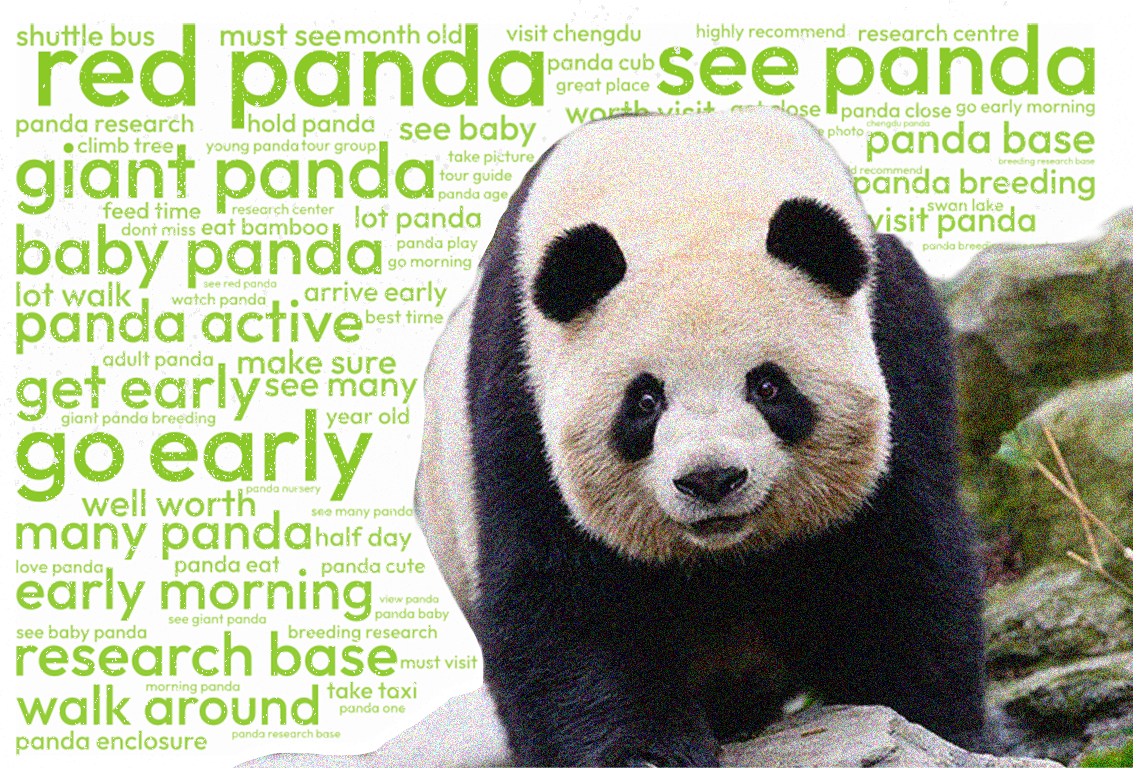 shuttle bus must see month old visit chengdu highly recommend research centre
red panda panda cub see panda
great place
worth visit get close panda close go early morning
panda research hold panda see baby chengdu panda
photo panda base
climb tree young panda tour group
giant panda take picture breeding research base
tour guide recommend panda breeding
panda age
feed time research center lot panda swan lake
dont miss eat bamboo visit panda
baby panda panda play panda breeding research
go morning
see red panda
lot walk watch panda arrive early
panda active best time
adult panda make sure
get early see many
giant panda breeding year old
go early
panda nursery
well worth see many panda
many panda half day
love panda panda eat panda cute
early morning view panda
panda baby
see giant panda
see baby panda breeding research
research base must visit
morning panda take taxi
walk around panda one
panda enclosure panda research base